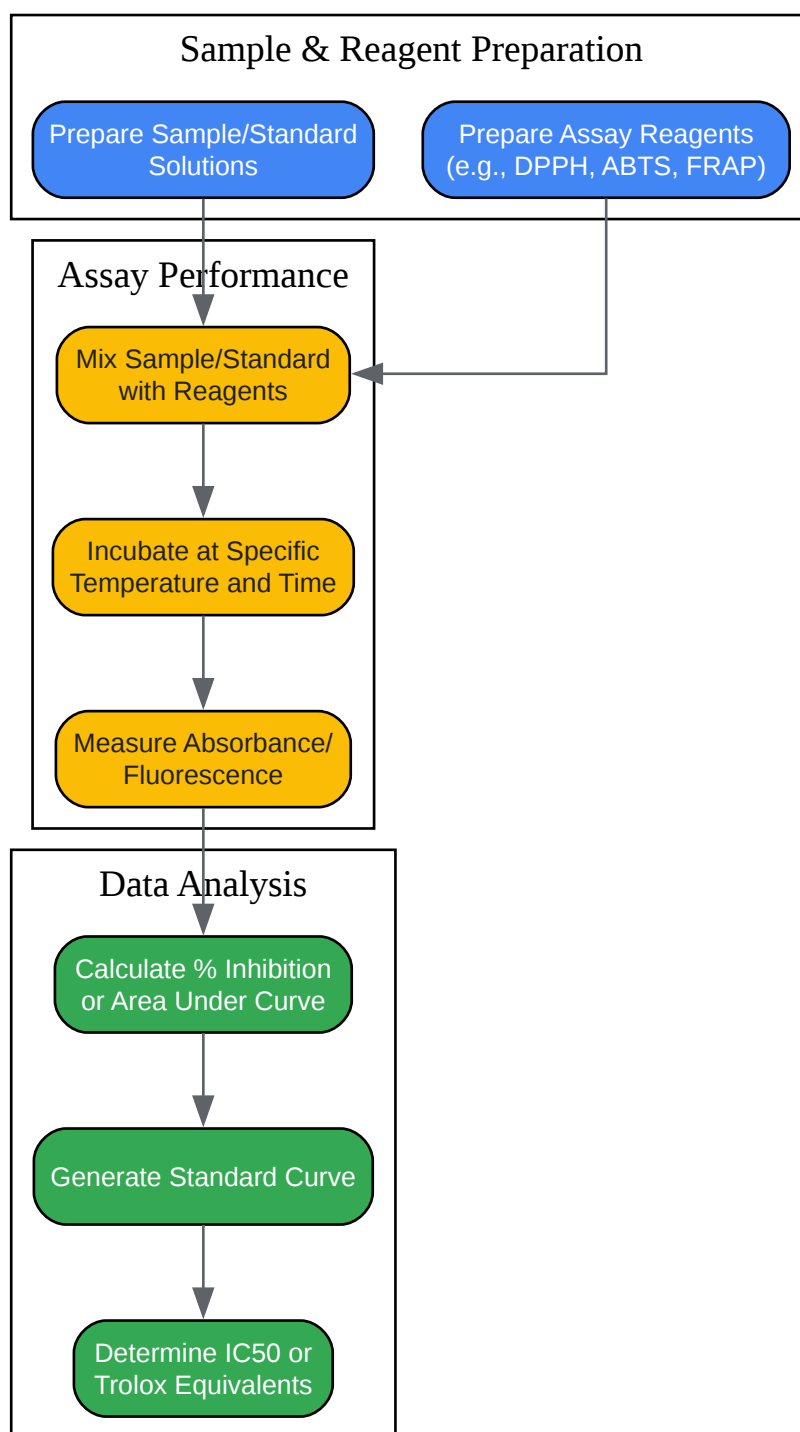 Sample & Reagent Preparation
Prepare Sample/Standard
Solutions
Prepare Assay Reagents
(e.g., DPPH, ABTS, FRAP)
Assay Performance
Mix Sample/Standard
with Reagents
Incubate at Specific
Temperature and Time
Measure Absorbance/
Fluorescence
Data Analysis
Calculate % Inhibition
or Area Under Curve
Generate Standard Curve
Determine IC50 or
Trolox Equivalents